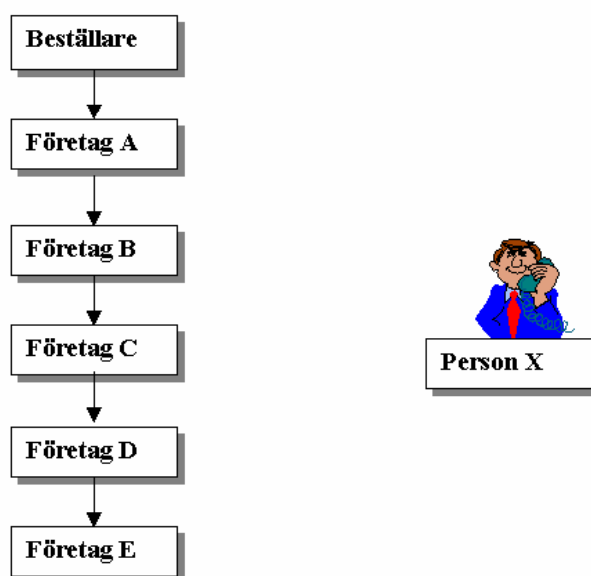 Beställare
Företag A
Företag B
Företag C
Person X
Företag D
Företag E